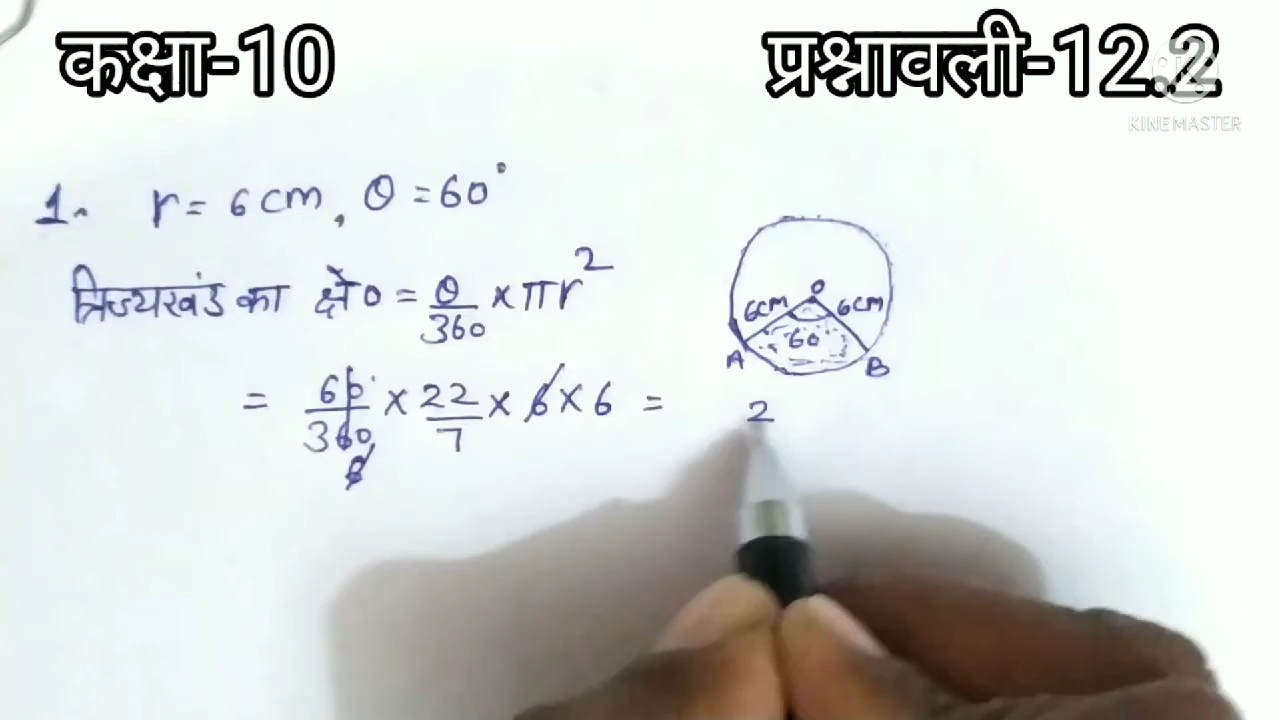 कक्षा-10
प्रश्नावली-12.2
KINEMASTER
1. r = 6 cm, θ = 60°
त्रिज्यखंड का क्षे० = θ/360 × πr²
= 60°/360 × 22/7 × 6 × 6 = 2
6
O
6cm 6cm
60°
A B